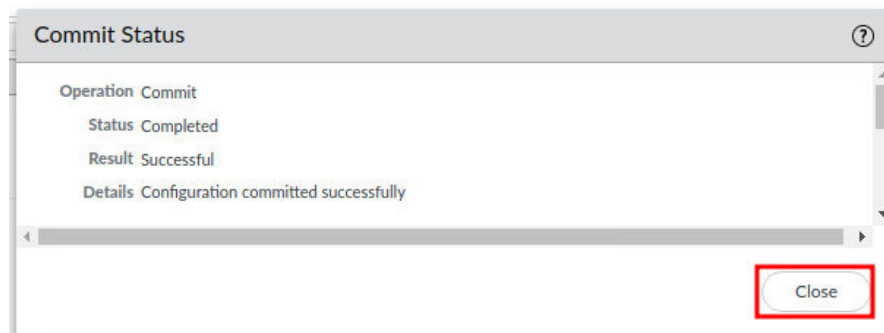 Commit Status
?
Operation Commit
Status Completed
Result Successful
Details Configuration committed successfully
Close